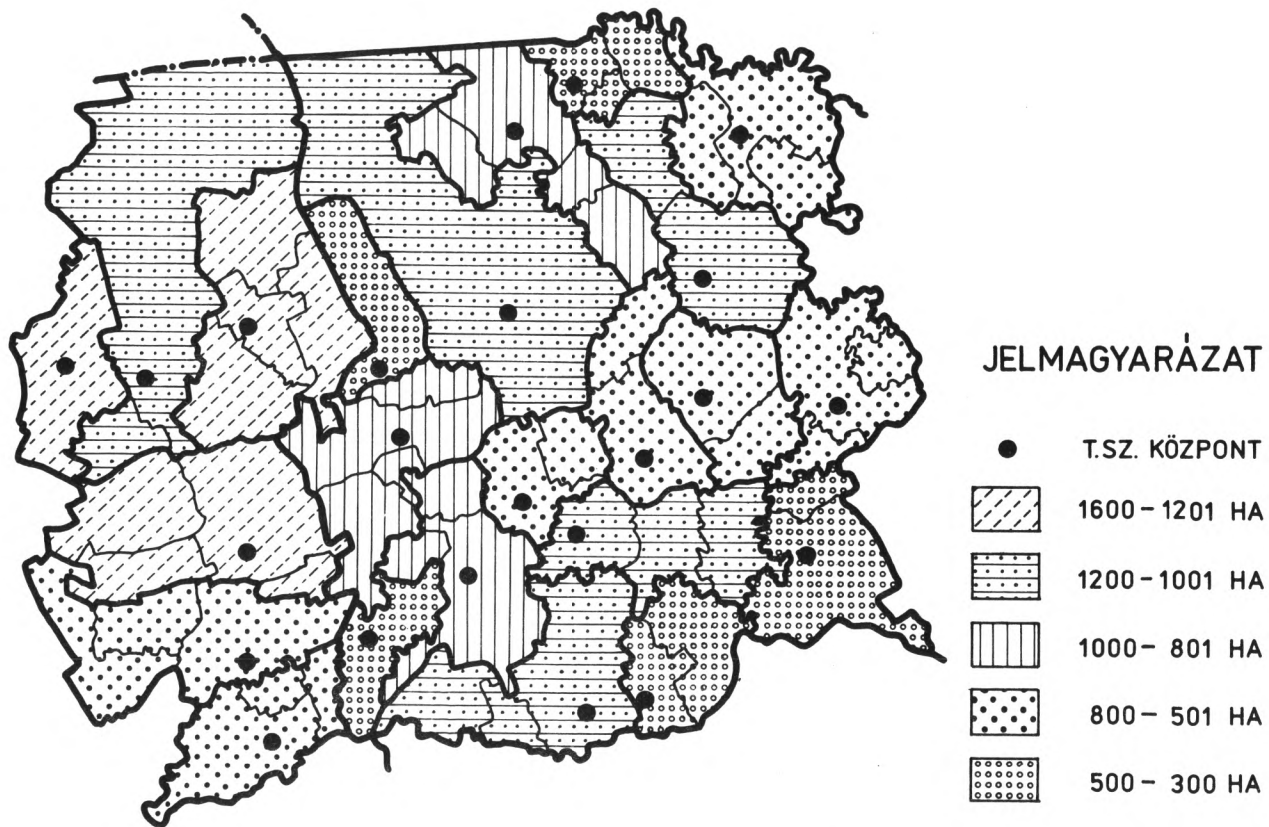 JELMAGYARÁZAT
T.SZ. KÖZPONT
1600 – 1201 HA
1200 – 1001 HA
1000 – 801 HA
800 – 501 HA
500 – 300 HA